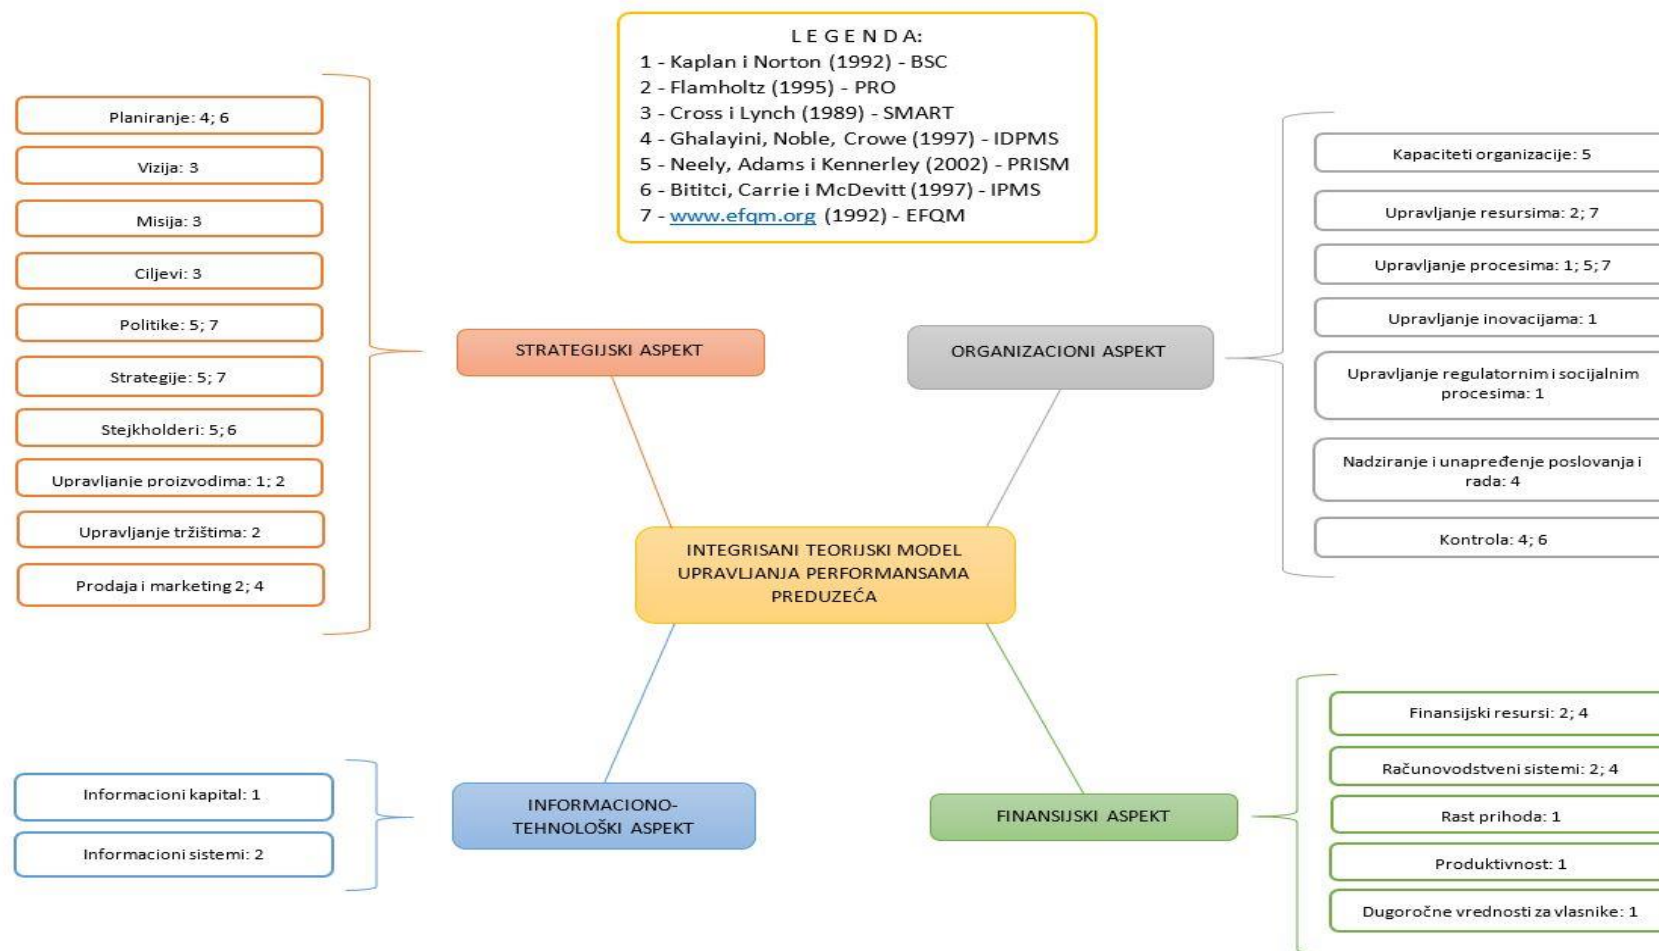 L E G E N D A:
1 - Kaplan i Norton (1992) - BSC
2 - Flamholtz (1995) - PRO
3 - Cross i Lynch (1989) - SMART
4 - Ghalayini, Noble, Crowe (1997) - IDPMS
5 - Neely, Adams i Kennerley (2002) - PRISM
6 - Bititci, Carrie i McDevitt (1997) - IPMS
7 - www.efqm.org (1992) - EFQM
Planiranje: 4; 6
Vizija: 3
Misija: 3
Ciljevi: 3
Politike: 5; 7
Strategije: 5; 7
Stejkholderi: 5; 6
Upravljanje proizvodima: 1; 2
Upravljanje tržištima: 2
Prodaja i marketing 2; 4
STRATEGIJSKI ASPEKT
ORGANIZACIONI ASPEKT
Kapaciteti organizacije: 5
Upravljanje resursima: 2; 7
Upravljanje procesima: 1; 5; 7
Upravljanje inovacijama: 1
Upravljanje regulatornim i socijalnim
procesima: 1
Nadziranje i unapređenje poslovanja i
rada: 4
Kontrola: 4; 6
INTEGRISANI TEORIJSKI MODEL
UPRAVLJANJA PERFORMANSAMA
PREDUZEĆA
Informacioni kapital: 1
Informacioni sistemi: 2
INFORMACIONO-
TEHNOLOŠKI ASPEKT
FINANSIJSKI ASPEKT
Finansijski resursi: 2; 4
Računovodstveni sistemi: 2; 4
Rast prihoda: 1
Produktivnost: 1
Dugoročne vrednosti za vlasnike: 1